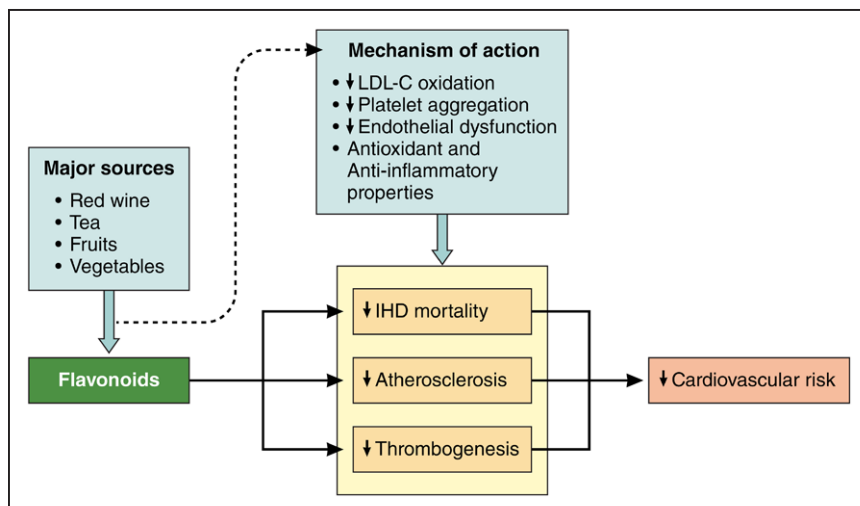 Mechanism of action
• ↓ LDL-C oxidation
• ↓ Platelet aggregation
• ↓ Endothelial dysfunction
• Antioxidant and
Anti-inflammatory
properties
Major sources
• Red wine
• Tea
• Fruits
• Vegetables
↓ IHD mortality
Flavonoids
↓ Atherosclerosis
↓ Cardiovascular risk
↓ Thrombogenesis